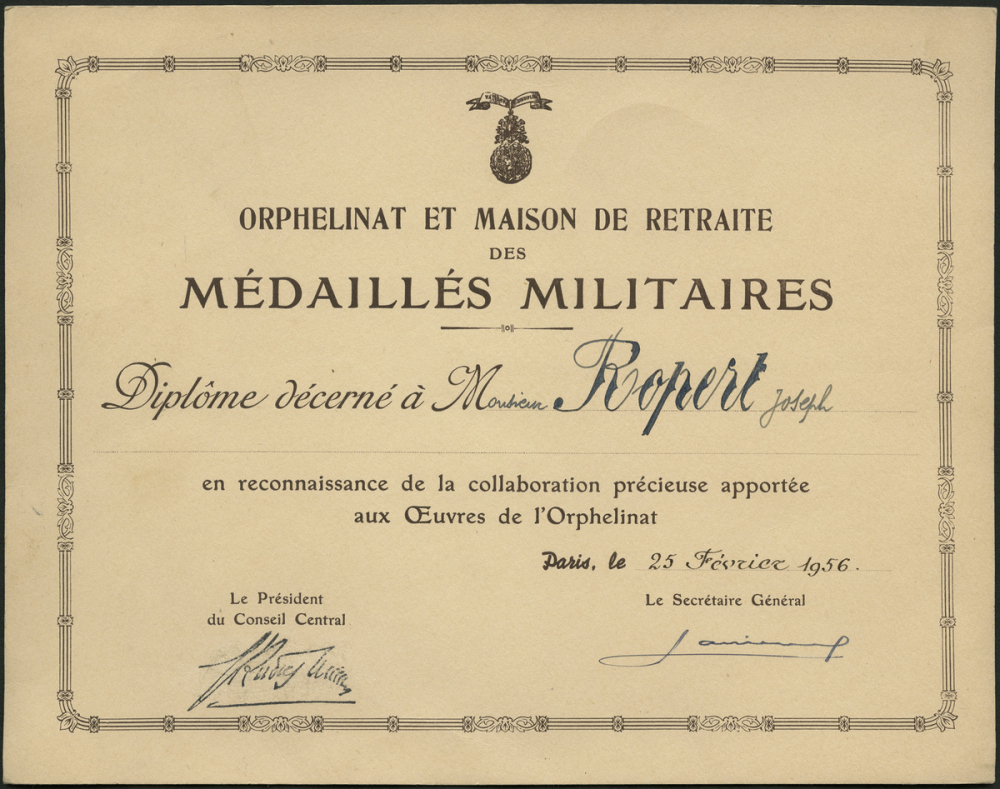 ORPHELINAT ET MAISON DE RETRAITE
DES
MÉDAILLÉS MILITAIRES
Diplôme décerné à Monsieur Ropert Joseph
en reconnaissance de la collaboration précieuse apportée
aux Œuvres de l'Orphelinat
Paris, le 25 Février 1956.
Le Président
du Conseil Central
Le Secrétaire Général